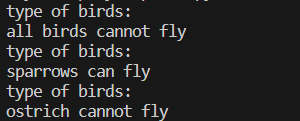 type of birds:
all birds cannot fly
type of birds:
sparrows can fly
type of birds:
ostrich cannot fly